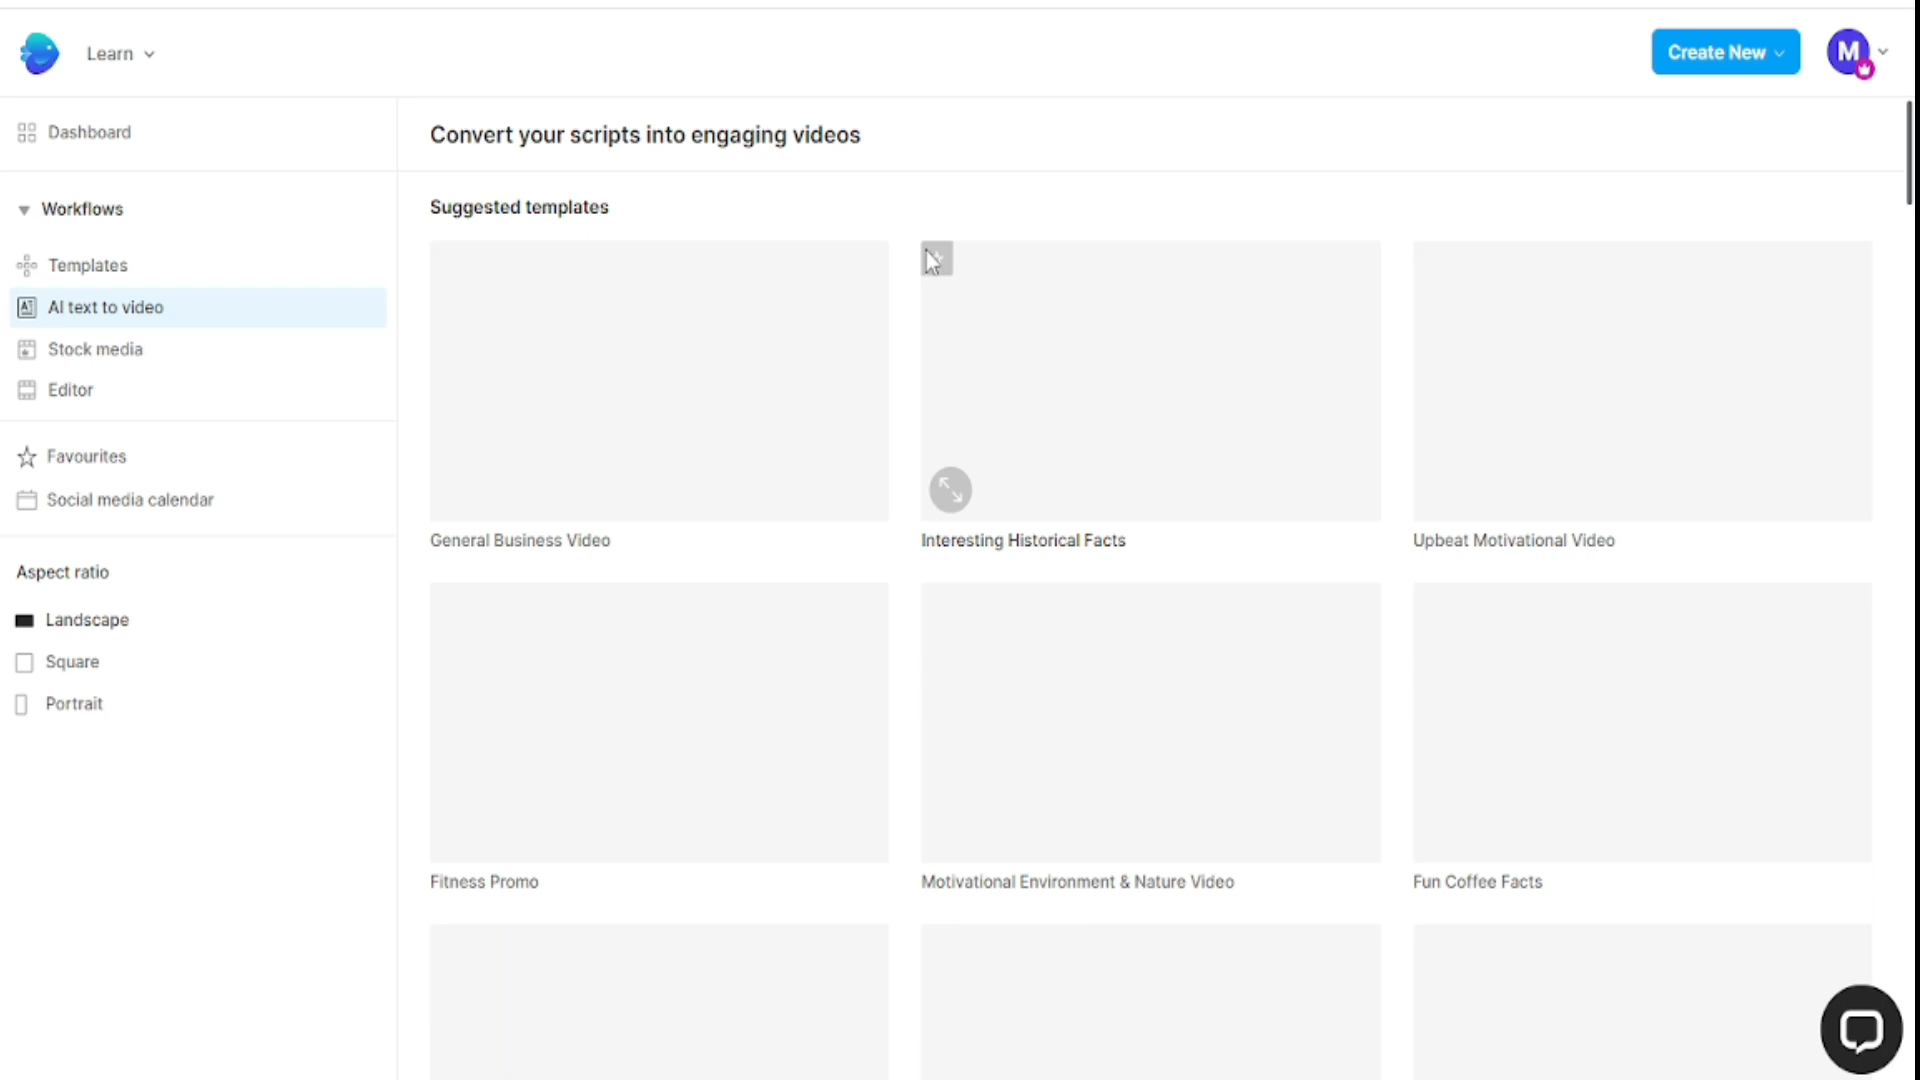 Learn
Create New
M
Dashboard
Convert your scripts into engaging videos
Workflows
Suggested templates
Templates
AI text to video
Stock media
Editor
Favourites
Social media calendar
General Business Video
Interesting Historical Facts
Upbeat Motivational Video
Aspect ratio
Landscape
Square
Portrait
Fitness Promo
Motivational Environment & Nature Video
Fun Coffee Facts